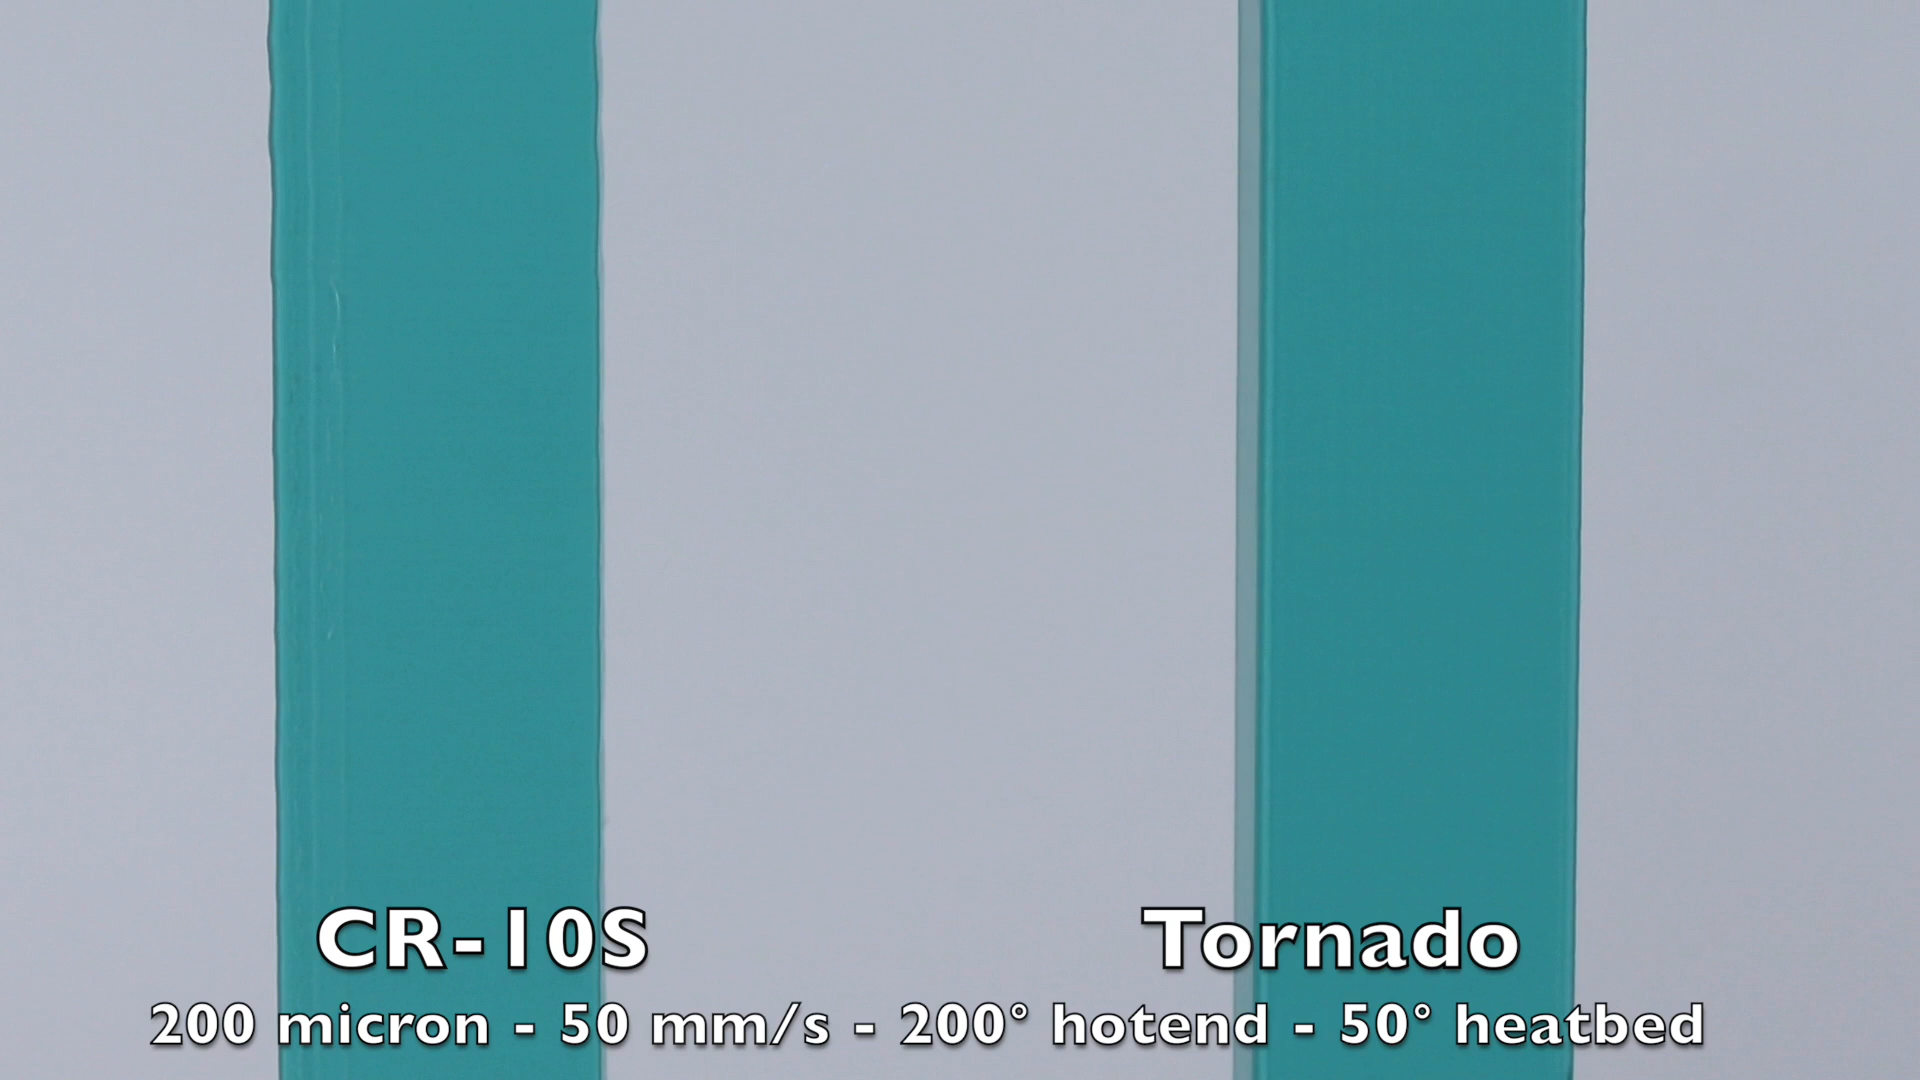 CR-10S Tornado
200 micron - 50 mm/s - 200° hotend - 50° heatbed